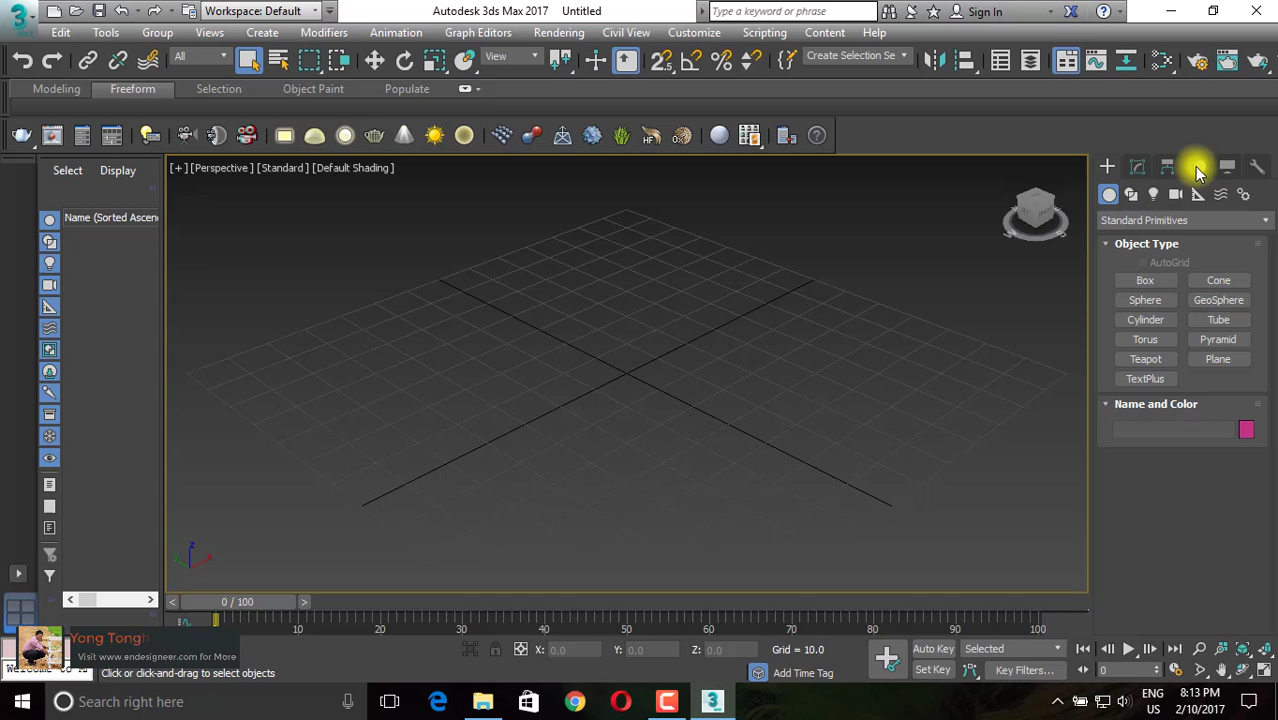 Workspace: Default
Autodesk 3ds Max 2017 Untitled
Type a keyword or phrase
Sign In
Edit Tools Group Views Create Modifiers Animation Graph Editors Rendering Civil View Customize Scripting Content Help
All
View
Create Selection Se
Modeling Freeform Selection Object Paint Populate
HF
Select Display
[+] [Perspective] [Standard] [Default Shading]
Name (Sorted Ascen
Standard Primitives
Object Type
AutoGrid
Box Cone
Sphere GeoSphere
Cylinder Tube
Torus Pyramid
Teapot Plane
TextPlus
Name and Color
z
0 / 100
10 20 30 40 50 60 70 80 90 100
Yong Tongh
Visit www.endesigneer.com for More
X: 0.0 Y: 0.0 Z: 0.0 Grid = 10.0
Auto Key Selected
Click or click-and-drag to select objects
Add Time Tag
Set Key Key Filters...
0
Search right here
ENG
US
8:13 PM
2/10/2017